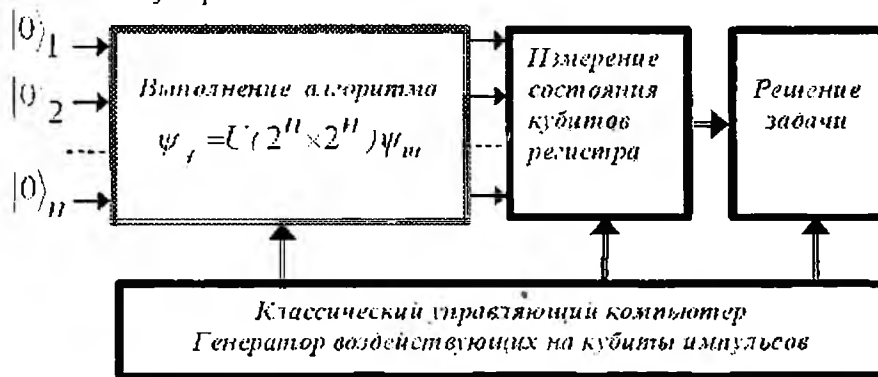 |0⟩1
Выполнение алгоритма
|0⟩2
ψf = U(2ⁿ×2ⁿ)ψin
|0⟩n
Измерение
состояния
кубитов
регистра
Решение
задачи
Классический управляющий компьютер
Генератор воздействующих на кубиты импульсов